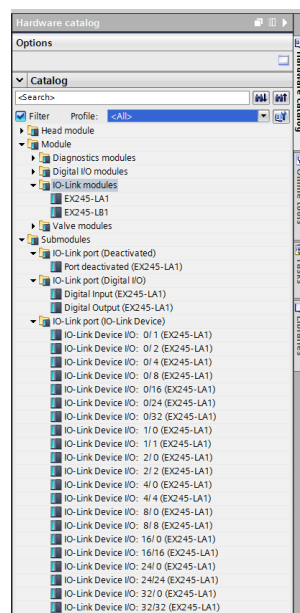 Hardware catalog
Options
Catalog
<Search>
Filter
Profile:
<All>
Head module
Module
Diagnostics modules
Digital I/O modules
IO-Link modules
EX245-LA1
EX245-LB1
Valve modules
Submodules
IO-Link port (Deactivated)
Port deactivated (EX245-LA1)
IO-Link port (Digital I/O)
Digital Input (EX245-LA1)
Digital Output (EX245-LA1)
IO-Link port (IO-Link Device)
IO-Link Device I/O: 0/ 1 (EX245-LA1)
IO-Link Device I/O: 0/ 2 (EX245-LA1)
IO-Link Device I/O: 0/ 4 (EX245-LA1)
IO-Link Device I/O: 0/ 8 (EX245-LA1)
IO-Link Device I/O: 0/16 (EX245-LA1)
IO-Link Device I/O: 0/24 (EX245-LA1)
IO-Link Device I/O: 0/32 (EX245-LA1)
IO-Link Device I/O: 1/ 0 (EX245-LA1)
IO-Link Device I/O: 1/ 1 (EX245-LA1)
IO-Link Device I/O: 2/ 0 (EX245-LA1)
IO-Link Device I/O: 2/ 2 (EX245-LA1)
IO-Link Device I/O: 4/ 0 (EX245-LA1)
IO-Link Device I/O: 4/ 4 (EX245-LA1)
IO-Link Device I/O: 8/ 0 (EX245-LA1)
IO-Link Device I/O: 8/ 8 (EX245-LA1)
IO-Link Device I/O: 16/ 0 (EX245-LA1)
IO-Link Device I/O: 16/16 (EX245-LA1)
IO-Link Device I/O: 24/ 0 (EX245-LA1)
IO-Link Device I/O: 24/24 (EX245-LA1)
IO-Link Device I/O: 32/ 0 (EX245-LA1)
IO-Link Device I/O: 32/32 (EX245-LA1)
Hardware catalog
Online tools
Tasks
Libraries